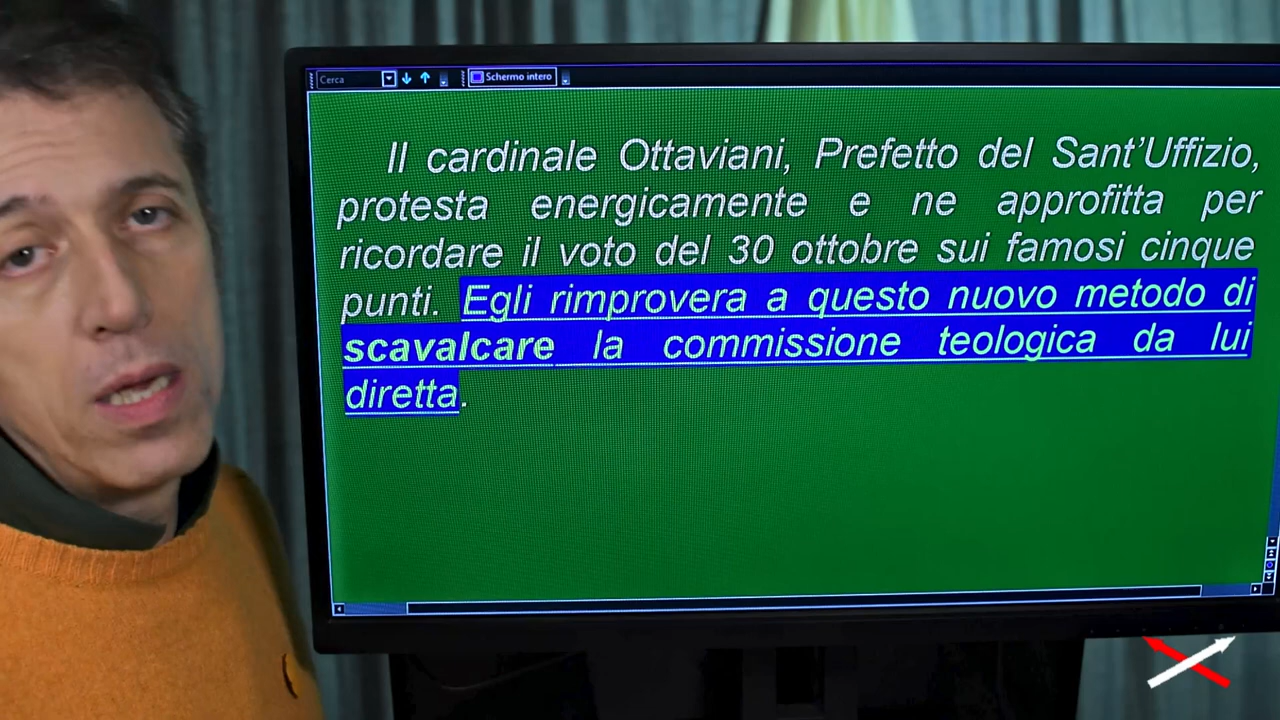 Cerca
Schermo intero
Il cardinale Ottaviani, Prefetto del Sant'Uffizio,
protesta energicamente e ne approfitta per
ricordare il voto del 30 ottobre sui famosi cinque
punti. Egli rimprovera a questo nuovo metodo di
scavalcare la commissione teologica da lui
diretta.